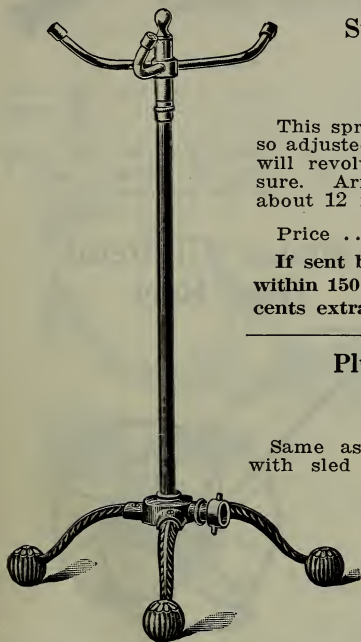 S
This spr
so adjuste
will revol
sure. Ar
about 12
Price ..
If sent b
within 150
cents extra
Pl
Same as
with sled